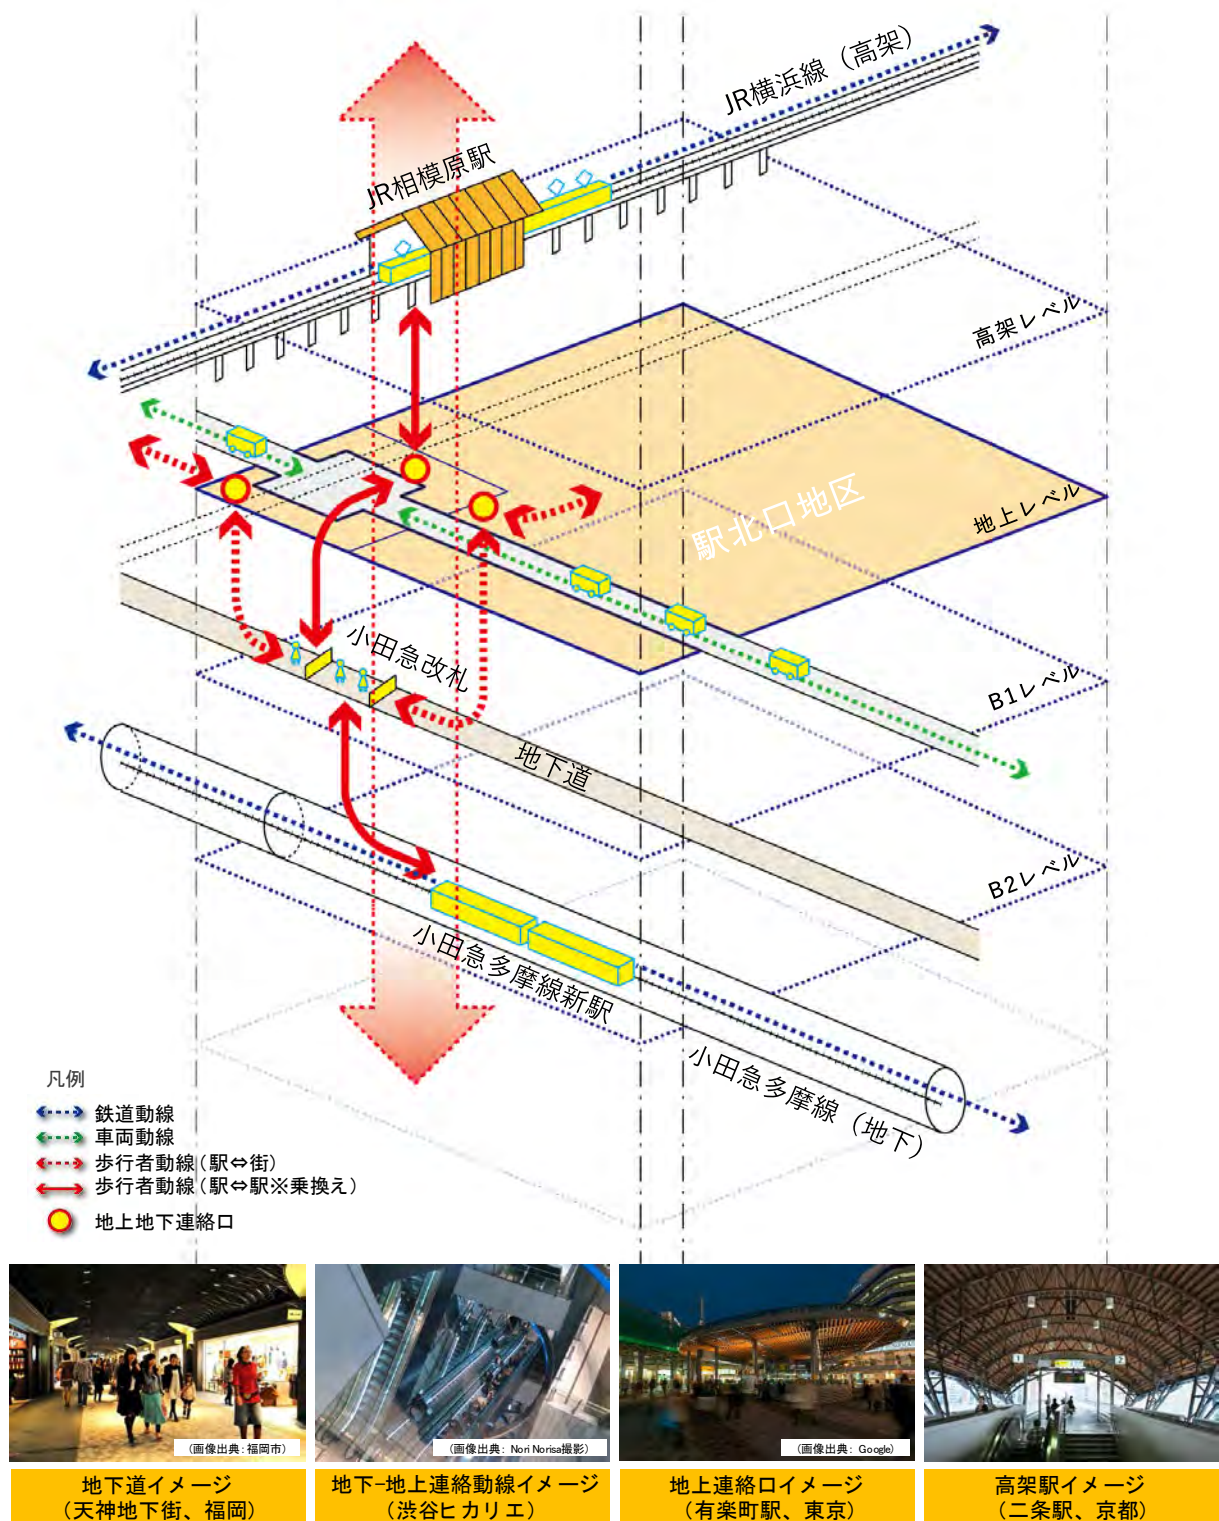 JR横浜線（高架）
JR相模原駅
高架レベル
駅北口地区
地上レベル
小田急改札
B1レベル
地下道
B2レベル
小田急多摩線新駅
小田急多摩線（地下）
凡例
鉄道動線
車両動線
歩行者動線（駅⇔街）
歩行者動線（駅⇔駅※乗換え）
地上地下連絡口
（画像出典：福岡市）
（画像出典： Nori Norisa撮影）
（画像出典： Google）
1
2
地下道イメージ
（天神地下街、福岡）
地下-地上連絡動線イメージ
（渋谷ヒカリエ）
地上連絡口イメージ
（有楽町駅、東京）
高架駅イメージ
（二条駅、京都）